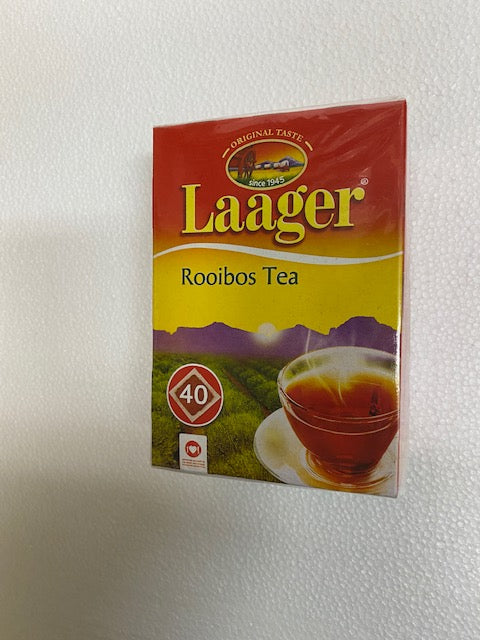 ORIGINAL TASTE
since 1945
Laager®
Rooibos Tea
40